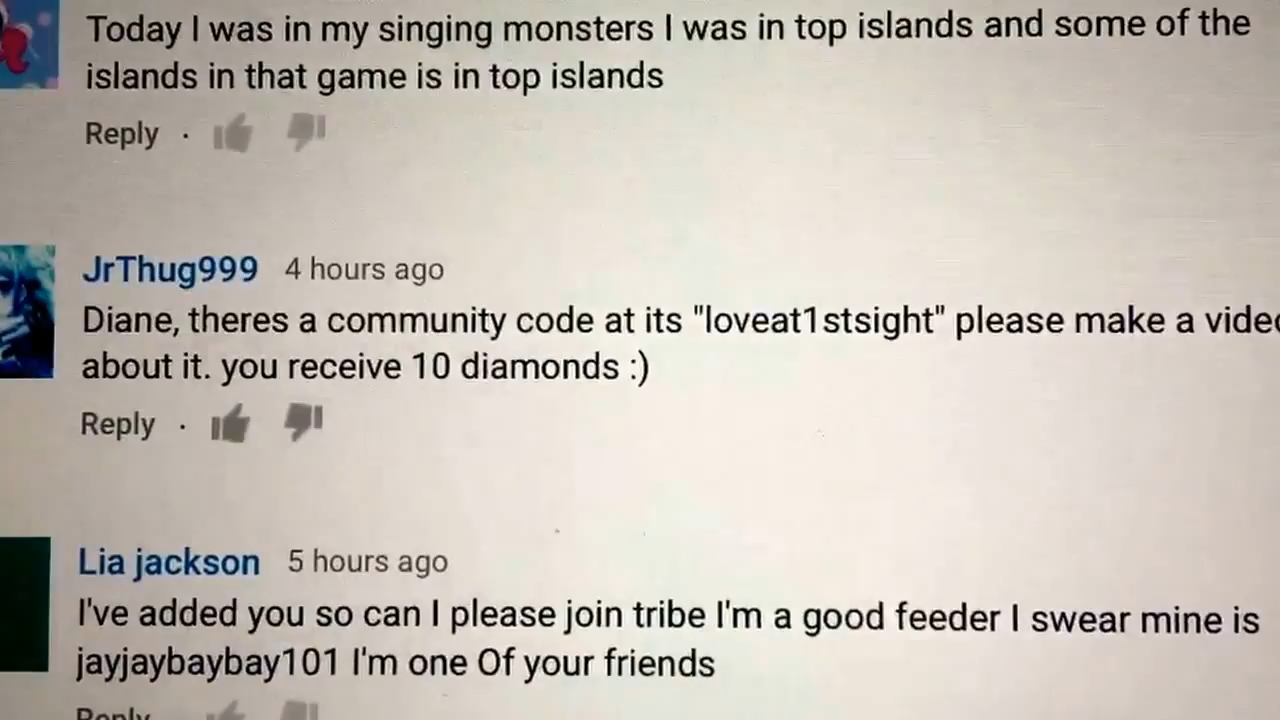 Today I was in my singing monsters I was in top islands and some of the
islands in that game is in top islands
Reply ·
JrThug999 4 hours ago
Diane, theres a community code at its "loveat1stsight" please make a video
about it. you receive 10 diamonds :)
Reply ·
Lia jackson 5 hours ago
I've added you so can I please join tribe I'm a good feeder I swear mine is
jayjaybaybay101 I'm one Of your friends
Reply